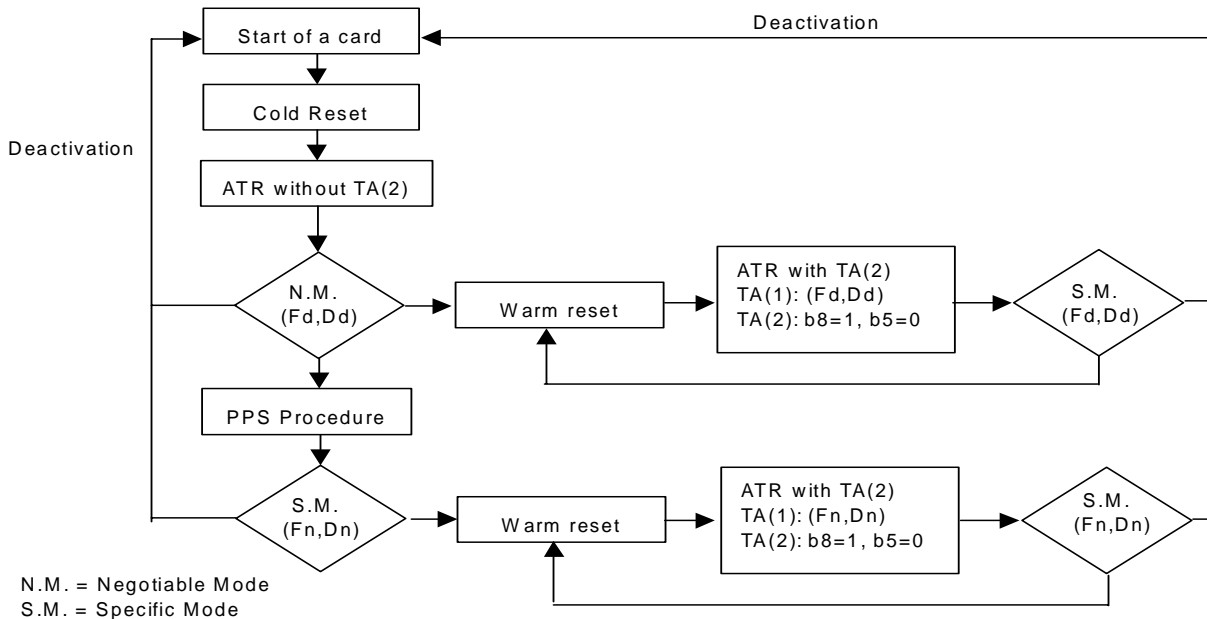 Deactivation
Start of a card
Cold Reset
Deactivation
ATR without TA(2)
N.M.
(Fd,Dd)
Warm reset
ATR with TA(2)
TA(1): (Fd,Dd)
TA(2): b8=1, b5=0
S.M.
(Fd,Dd)
PPS Procedure
S.M.
(Fn,Dn)
Warm reset
ATR with TA(2)
TA(1): (Fn,Dn)
TA(2): b8=1, b5=0
S.M.
(Fn,Dn)
N.M. = Negotiable Mode
S.M. = Specific Mode